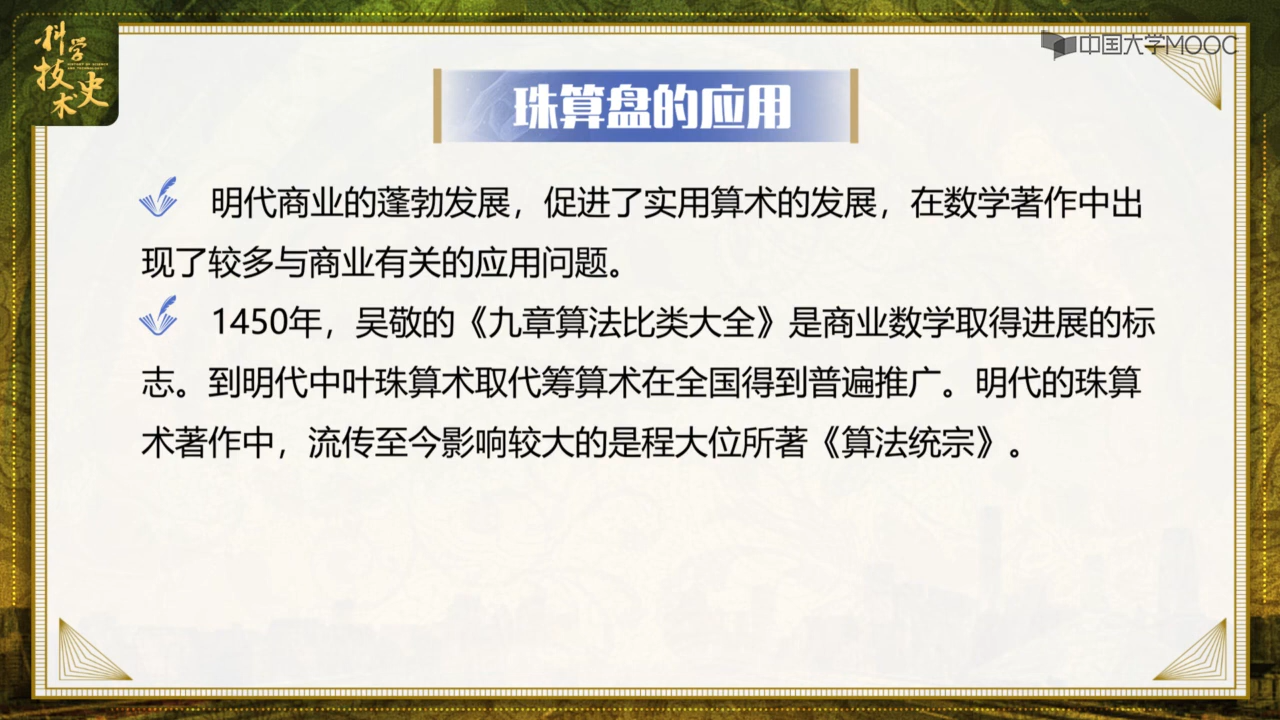 科学技术史
HISTORY OF SCIENCE AND TECHNOLOGY
中国大学MOOC
珠算盘的应用
明代商业的蓬勃发展，促进了实用算术的发展，在数学著作中出
现了较多与商业有关的应用问题。
1450年，吴敬的《九章算法比类大全》是商业数学取得进展的标
志。到明代中叶珠算术取代筹算术在全国得到普遍推广。明代的珠算
术著作中，流传至今影响较大的是程大位所著《算法统宗》。